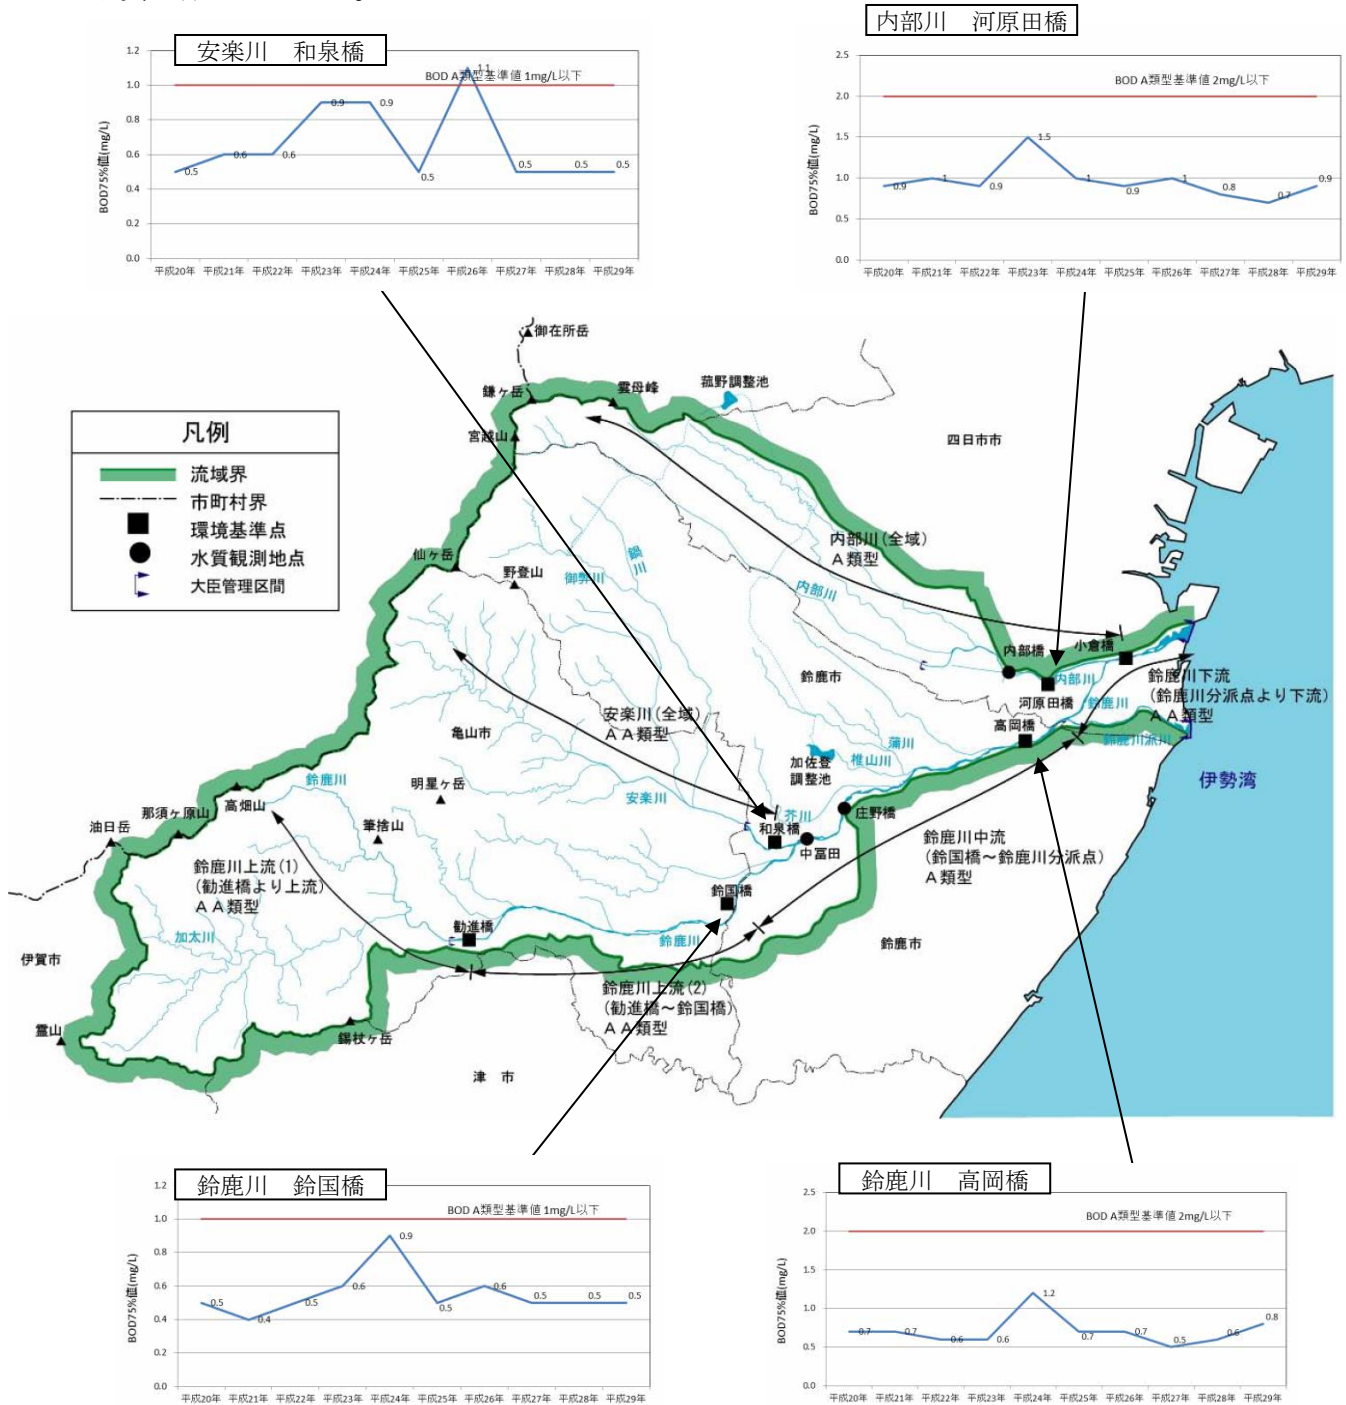 安楽川　和泉橋
BOD A類型基準値 1mg/L以下
BOD75%値(mg/L)
1.2
1.0
0.8
0.6
0.4
0.2
0.0
0.5
0.6
0.6
0.9
0.9
0.5
1.1
0.5
0.5
0.5
平成20年 平成21年 平成22年 平成23年 平成24年 平成25年 平成26年 平成27年 平成28年 平成29年
内部川　河原田橋
BOD A類型基準値 2mg/L以下
BOD75%値(mg/L)
2.5
2.0
1.5
1.0
0.5
0.0
0.9
1
0.9
1.5
1
0.9
1
0.8
0.7
0.9
平成20年 平成21年 平成22年 平成23年 平成24年 平成25年 平成26年 平成27年 平成28年 平成29年
凡例
流域界
市町村界
環境基準点
水質観測地点
大臣管理区間
御在所岳
鎌ヶ岳
雲母峰
菰野調整池
宮越山
四日市市
仙ヶ岳
野登山
御弊川
鍋川
内部川(全域)
A類型
内部川
内部橋
小倉橋
内部川
河原田橋
鈴鹿川
鈴鹿川下流
(鈴鹿川分派点より下流)
AA類型
鈴鹿川派川
高岡橋
鈴鹿市
安楽川(全域)
AA類型
亀山市
蒲川
椎山川
加佐登
調整池
伊勢湾
鈴鹿川
明星ヶ岳
安楽川
芥川
和泉橋
庄野橋
中冨田
高畑山
那須ヶ原山
油日岳
筆捨山
鈴鹿川上流(1)
(勧進橋より上流)
AA類型
鈴鹿川中流
(鈴国橋～鈴鹿川分派点)
A類型
鈴国橋
勧進橋
加太川
鈴鹿川
鈴鹿市
伊賀市
鈴鹿川上流(2)
(勧進橋～鈴国橋)
AA類型
霊山
錫杖ヶ岳
津　市
鈴鹿川　鈴国橋
BOD A類型基準値 1mg/L以下
BOD75%値(mg/L)
1.2
1.0
0.8
0.6
0.4
0.2
0.0
0.5
0.4
0.5
0.6
0.9
0.5
0.6
0.5
0.5
0.5
平成20年 平成21年 平成22年 平成23年 平成24年 平成25年 平成26年 平成27年 平成28年 平成29年
鈴鹿川　高岡橋
BOD A類型基準値 2mg/L以下
BOD75%値(mg/L)
2.5
2.0
1.5
1.0
0.5
0.0
0.7
0.7
0.6
0.6
1.2
0.7
0.7
0.5
0.6
0.8
平成20年 平成21年 平成22年 平成23年 平成24年 平成25年 平成26年 平成27年 平成28年 平成29年